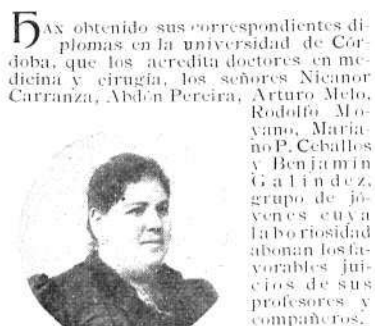 HAN obtenido sus correspondientes di-
plomas en la universidad de Cór-
doba, que los acredita doctores en me-
dicina y cirugía, los señores Nicanor
Carranza, Abdón Pereira, Arturo Melo,
Rodolfo Mo-
yano, Maria-
no P. Ceballos
y Benjamín
Galíndez,
grupo de jó-
venes cuya
laboriosidad
abonan los fa-
vorables jui-
cios de sus
profesores y
compañeros.